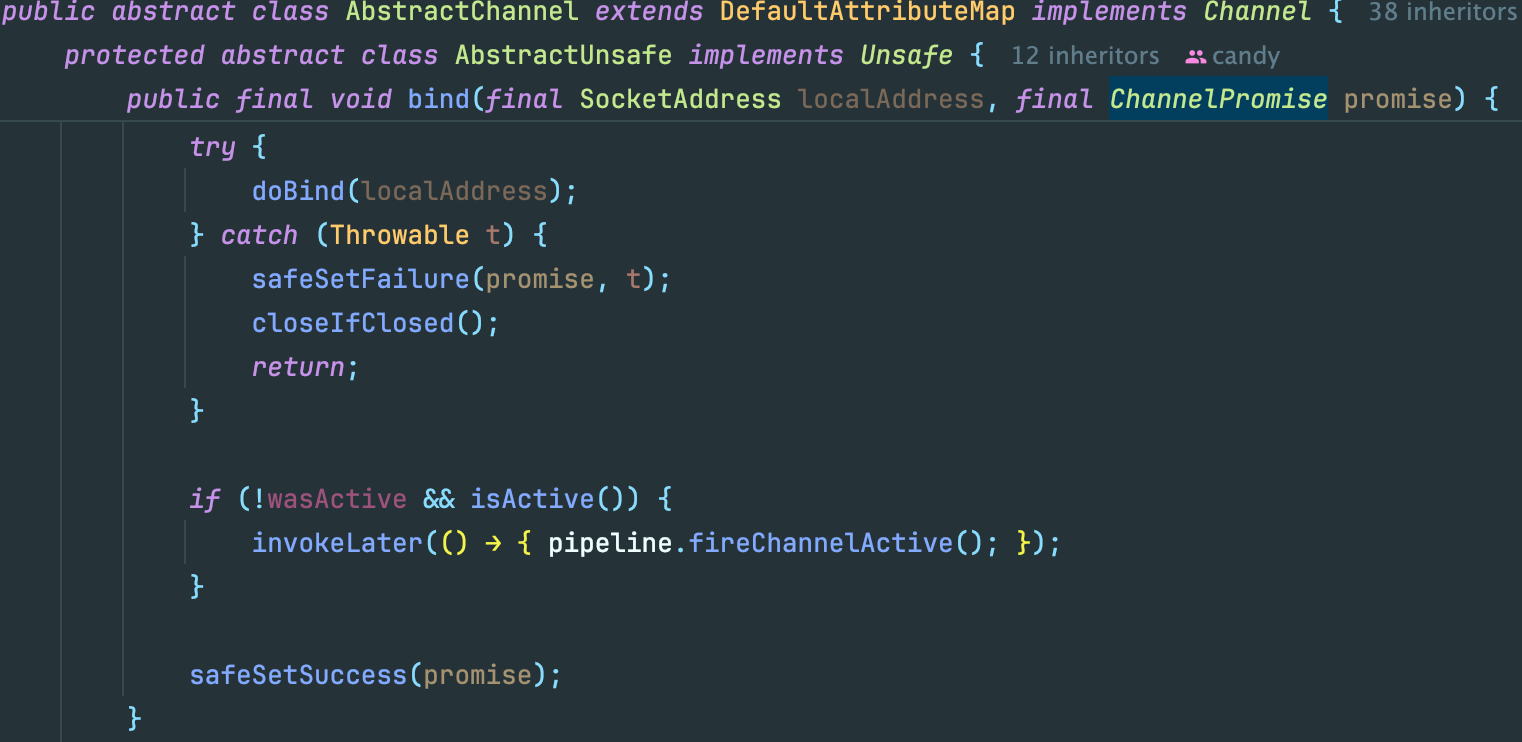 public abstract class AbstractChannel extends DefaultAttributeMap implements Channel { 38 inheritors
protected abstract class AbstractUnsafe implements Unsafe { 12 inheritors candy
public final void bind(final SocketAddress localAddress, final ChannelPromise promise) {
try {
doBind(localAddress);
} catch (Throwable t) {
safeSetFailure(promise, t);
closeIfClosed();
return;
}
if (!wasActive && isActive()) {
invokeLater(() → { pipeline.fireChannelActive(); });
}
safeSetSuccess(promise);
}